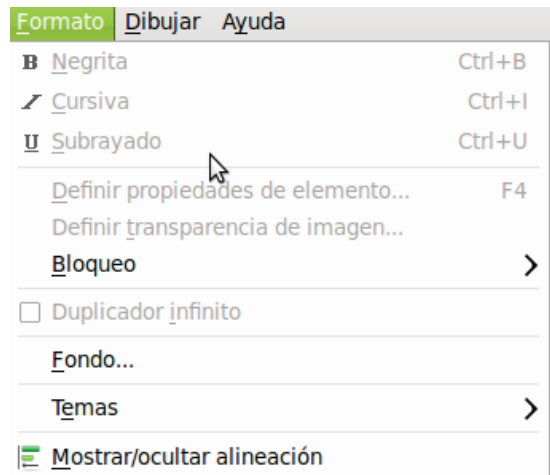 Formato Dibujar Ayuda
B Negrita Ctrl+B
I Cursiva Ctrl+I
U Subrayado Ctrl+U
Definir propiedades de elemento... F4
Definir transparencia de imagen...
Bloqueo
Duplicador infinito
Fondo...
Temas
Mostrar/ocultar alineación